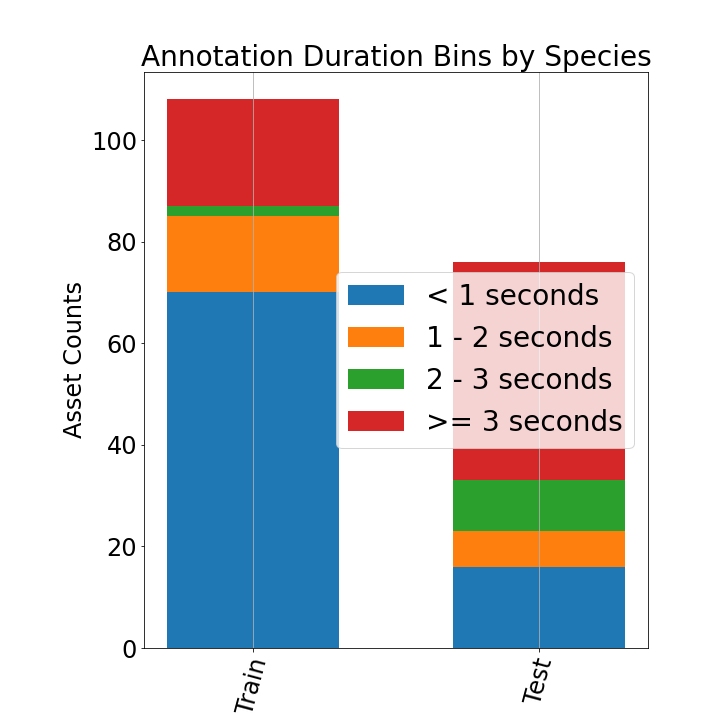 Annotation Duration Bins by Species
100
80
60
40
20
0
Asset Counts
< 1 seconds
1 - 2 seconds
2 - 3 seconds
>= 3 seconds
Train
Test